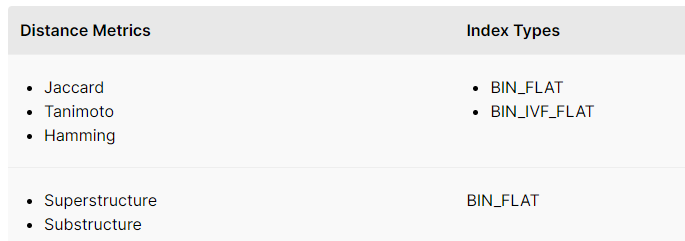 Distance Metrics Index Types
• Jaccard • BIN_FLAT
• Tanimoto • BIN_IVF_FLAT
• Hamming
• Superstructure BIN_FLAT
• Substructure